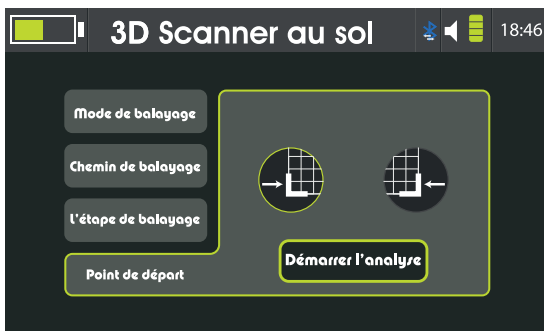 3D Scanner au sol
18:46
Mode de balayage
Chemin de balayage
L'étape de balayage
Point de départ
Démarrer l'analyse